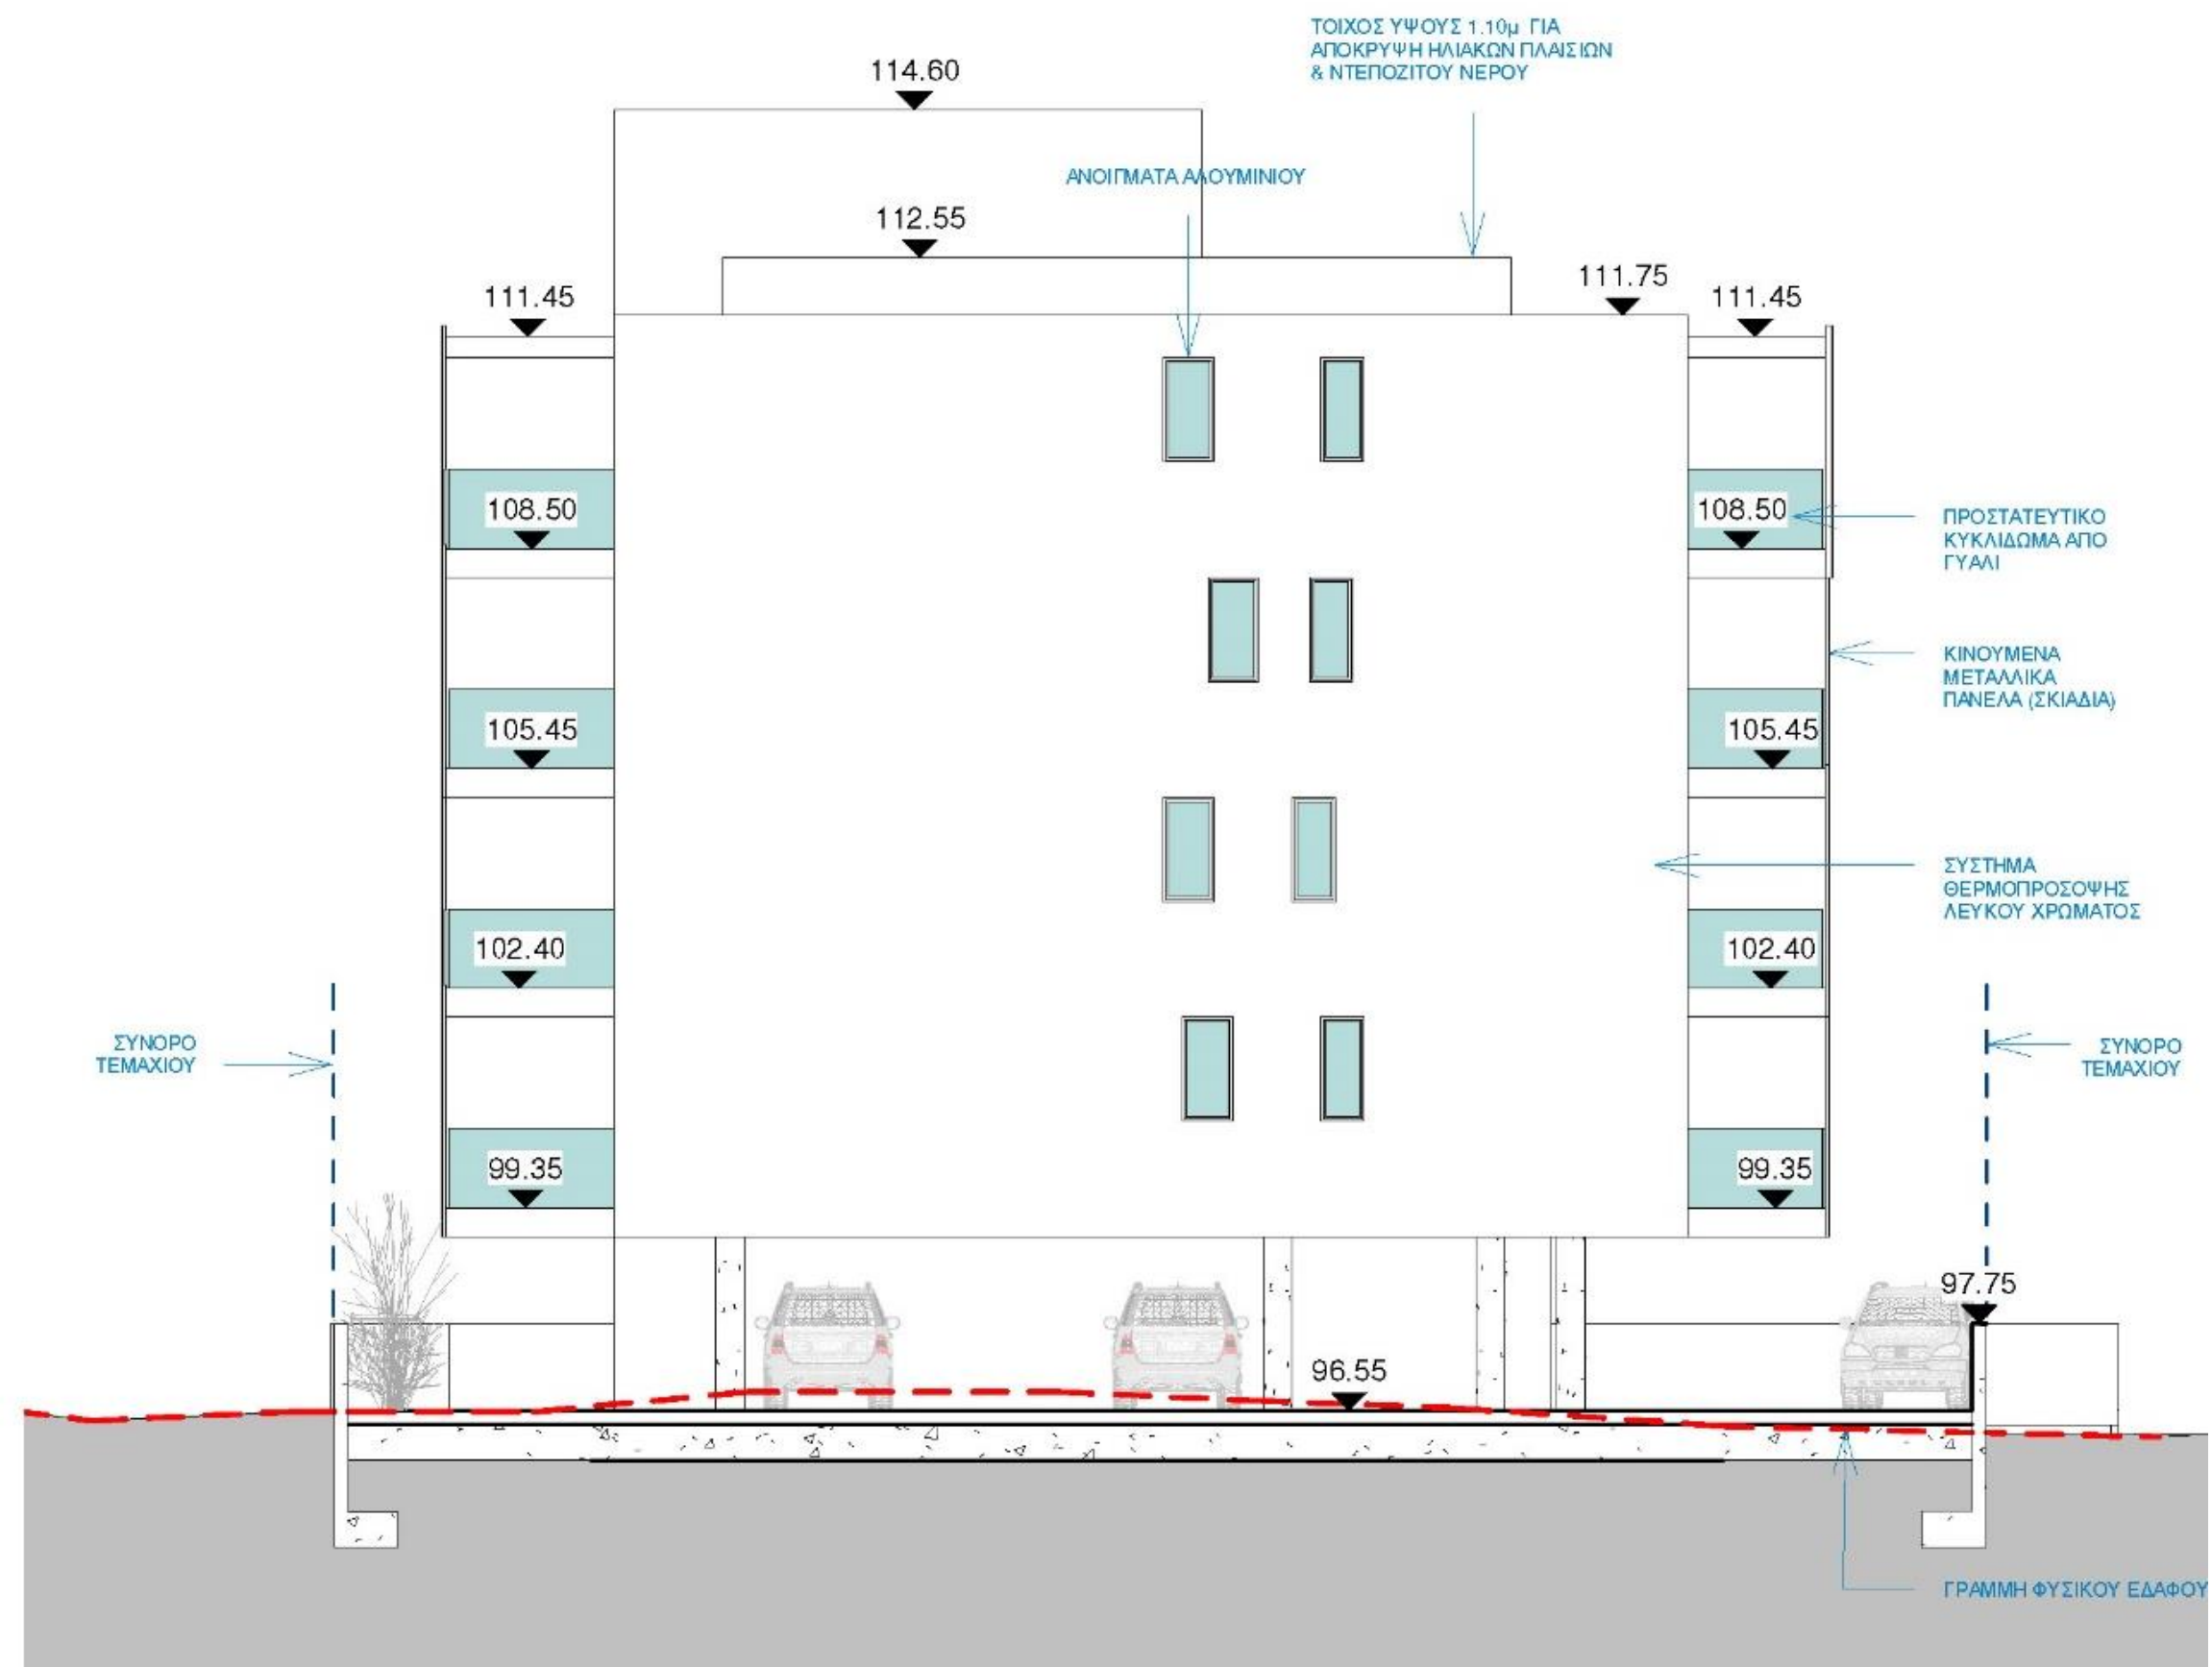 ΤΟΙΧΟΣ ΥΨΟΥΣ 1.10μ ΓΙΑ
ΑΠΟΚΡΥΨΗ ΗΛΙΑΚΩΝ ΠΛΑΙΣΙΩΝ
& ΝΤΕΠΟΖΙΤΟΥ ΝΕΡΟΥ
114.60
ΑΝΟΙΓΜΑΤΑ ΑΛΟΥΜΙΝΙΟΥ
112.55
111.75
111.45
111.45
108.50
108.50
ΠΡΟΣΤΑΤΕΥΤΙΚΟ
ΚΥΚΛΙΔΩΜΑ ΑΠΟ
ΓΥΑΛΙ
ΚΙΝΟΥΜΕΝΑ
ΜΕΤΑΛΛΙΚΑ
ΠΑΝΕΛΑ (ΣΚΙΑΔΙΑ)
105.45
105.45
ΣΥΣΤΗΜΑ
ΘΕΡΜΟΠΡΟΣΟΨΗΣ
ΛΕΥΚΟΥ ΧΡΩΜΑΤΟΣ
102.40
102.40
ΣΥΝΟΡΟ
ΤΕΜΑΧΙΟΥ
ΣΥΝΟΡΟ
ΤΕΜΑΧΙΟΥ
99.35
99.35
97.75
96.55
ΓΡΑΜΜΗ ΦΥΣΙΚΟΥ ΕΔΑΦΟΥ